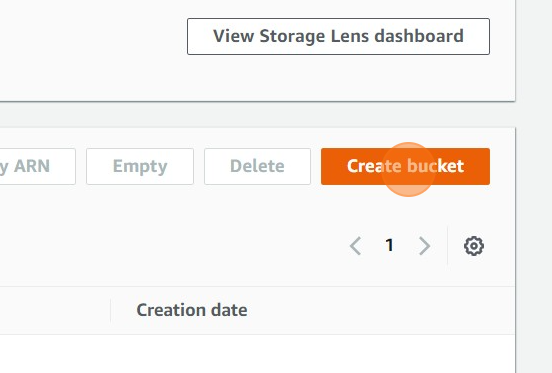 View Storage Lens dashboard
y ARN Empty Delete Create bucket
1
Creation date